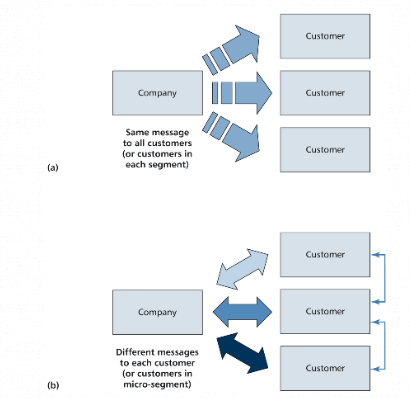 Customer
Company
Customer
Same message
to all customers
(or customers in
each segment)
Customer
(a)
Customer
Company
Customer
Different messages
to each customer
(or customers in
micro-segment)
Customer
(b)